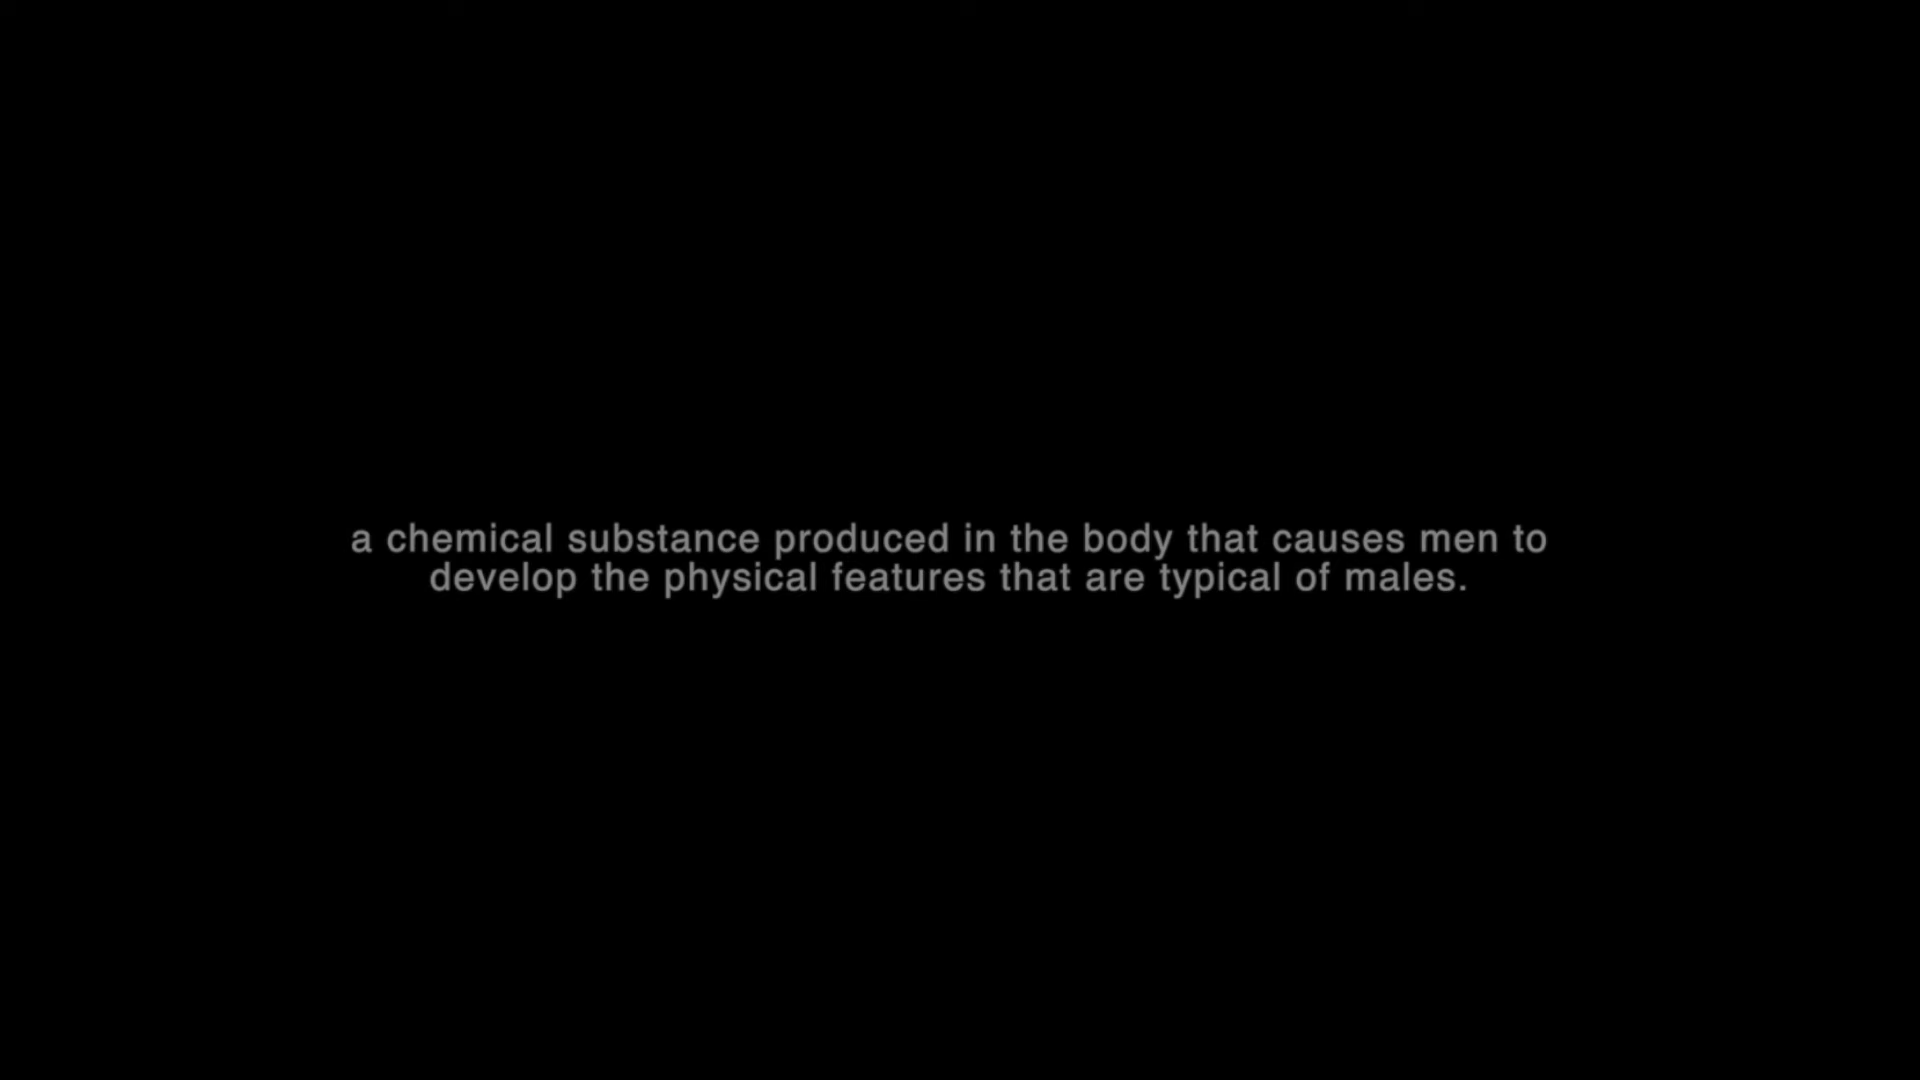 a chemical substance produced in the body that causes men to
develop the physical features that are typical of males.